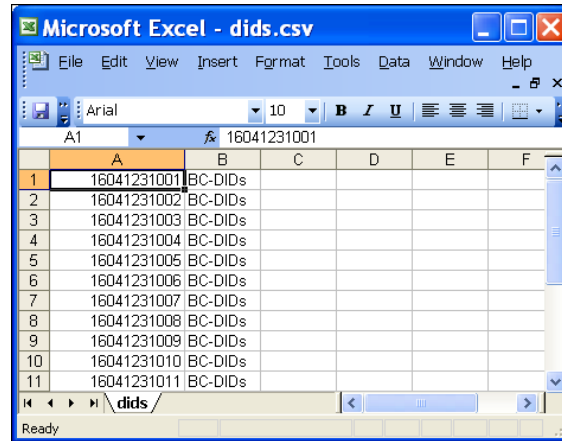 Microsoft Excel - dids.csv
File Edit View Insert Format Tools Data Window Help
Arial 10 B I U
A1 fx 16041231001
A B C D E F
1 16041231001 BC-DIDs
2 16041231002 BC-DIDs
3 16041231003 BC-DIDs
4 16041231004 BC-DIDs
5 16041231005 BC-DIDs
6 16041231006 BC-DIDs
7 16041231007 BC-DIDs
8 16041231008 BC-DIDs
9 16041231009 BC-DIDs
10 16041231010 BC-DIDs
11 16041231011 BC-DIDs
dids
Ready